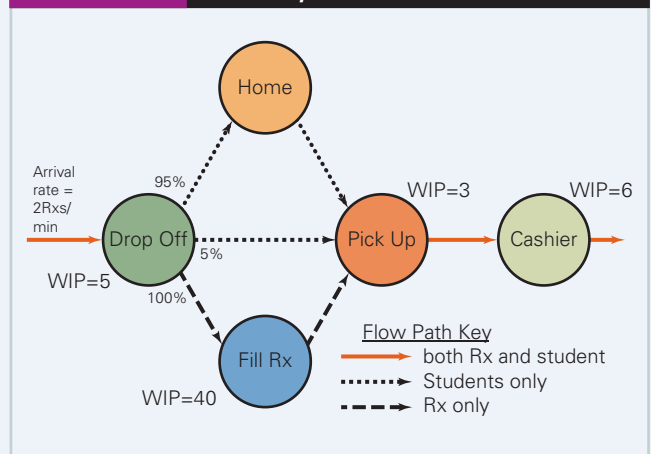 Home
Arrival
rate =
2Rxs/
min
95%
WIP=3
WIP=6
Drop Off
Pick Up
Cashier
5%
WIP=5
100%
Fill Rx
WIP=40
Flow Path Key
both Rx and student
Students only
Rx only